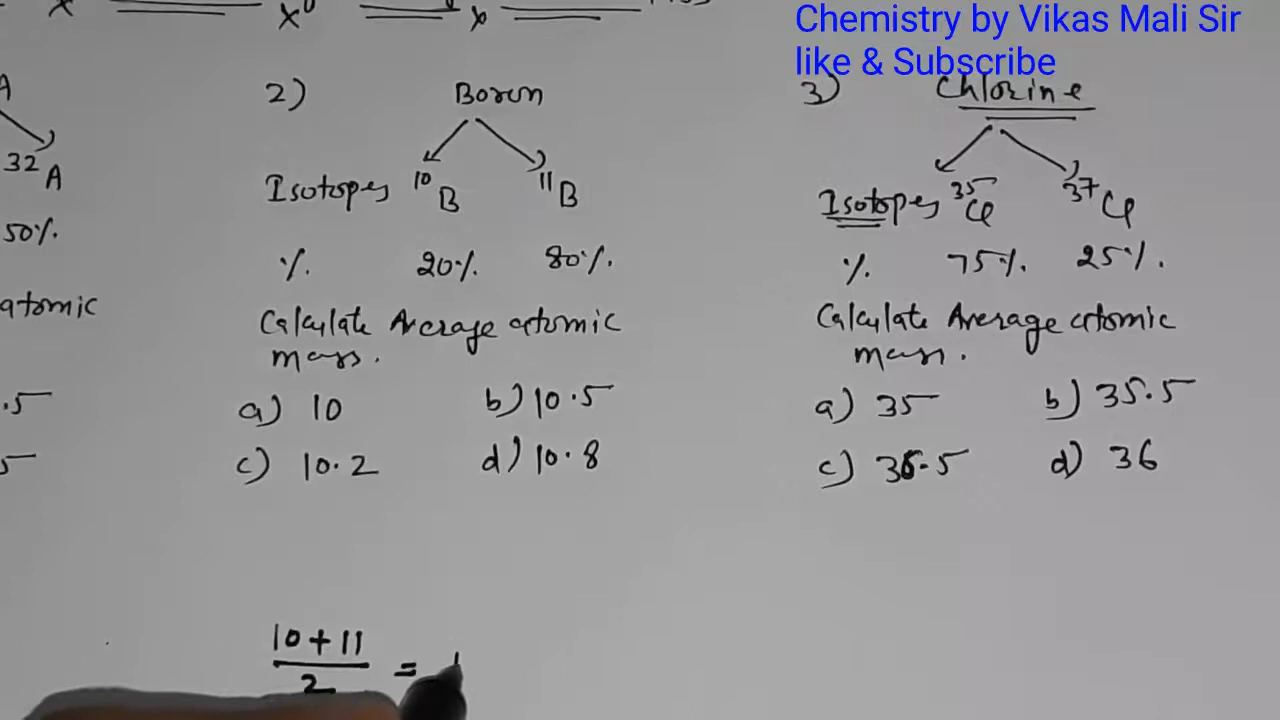 Chemistry by Vikas Mali Sir
like & Subscribe
A
32A
50%.
atomic
.5
5
2) Boron
Isotopes 10B 11B
%. 20%. 80%.
Calculate Average atomic
mass.
a) 10 b) 10.5
c) 10.2 d) 10.8
10+11
2
=
3) Chlorine
Isotopes 35Cl 37Cl
%. 75%. 25%.
Calculate Average atomic
mass.
a) 35 b) 35.5
c) 36.5 d) 36